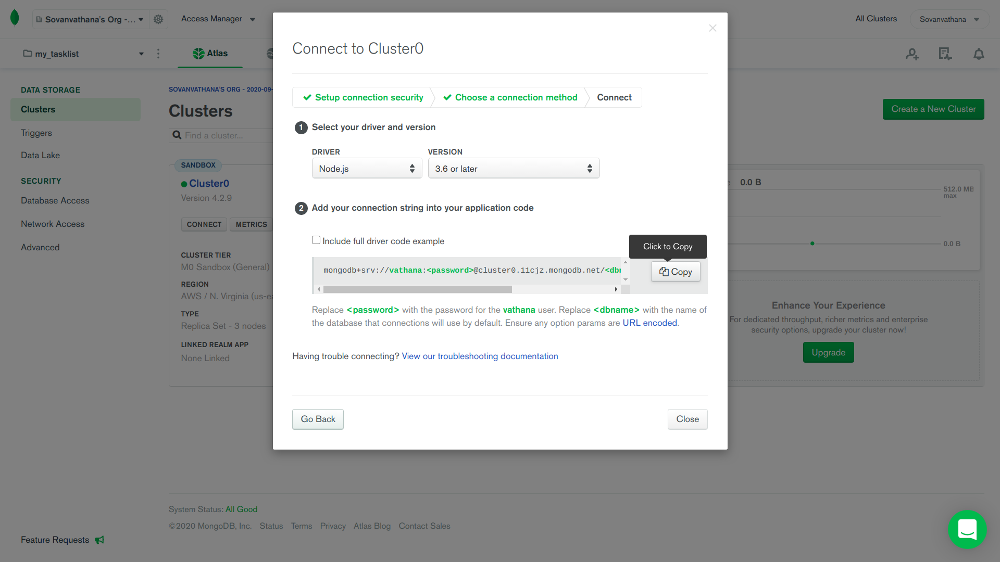 Sovanvathana's Org -...
Access Manager
All Clusters
Sovanvathana
my_tasklist
Atlas
DATA STORAGE
Clusters
Triggers
Data Lake
SECURITY
Database Access
Network Access
Advanced
Feature Requests
SOVANVATHANA'S ORG - 2020-09-
Clusters
Create a New Cluster
Find a cluster...
SANDBOX
Cluster0
Version 4.2.9
CONNECT
METRICS
CLUSTER TIER
M0 Sandbox (General)
REGION
AWS / N. Virginia (us-ea
TYPE
Replica Set - 3 nodes
LINKED REALM APP
None Linked
Connect to Cluster0
Setup connection security
Choose a connection method
Connect
1 Select your driver and version
DRIVER
VERSION
Node.js
3.6 or later
2 Add your connection string into your application code
Include full driver code example
Click to Copy
mongodb+srv://vathana:<password>@cluster0.11cjz.mongodb.net/<dbn
Copy
Replace <password> with the password for the vathana user. Replace <dbname> with the name of
the database that connections will use by default. Ensure any option params are URL encoded.
Having trouble connecting? View our troubleshooting documentation
Go Back
Close
0.0 B
512.0 MB
max
0.0 B
Enhance Your Experience
For dedicated throughput, richer metrics and enterprise
security options, upgrade your cluster now!
Upgrade
System Status: All Good
©2020 MongoDB, Inc. Status Terms Privacy Atlas Blog Contact Sales